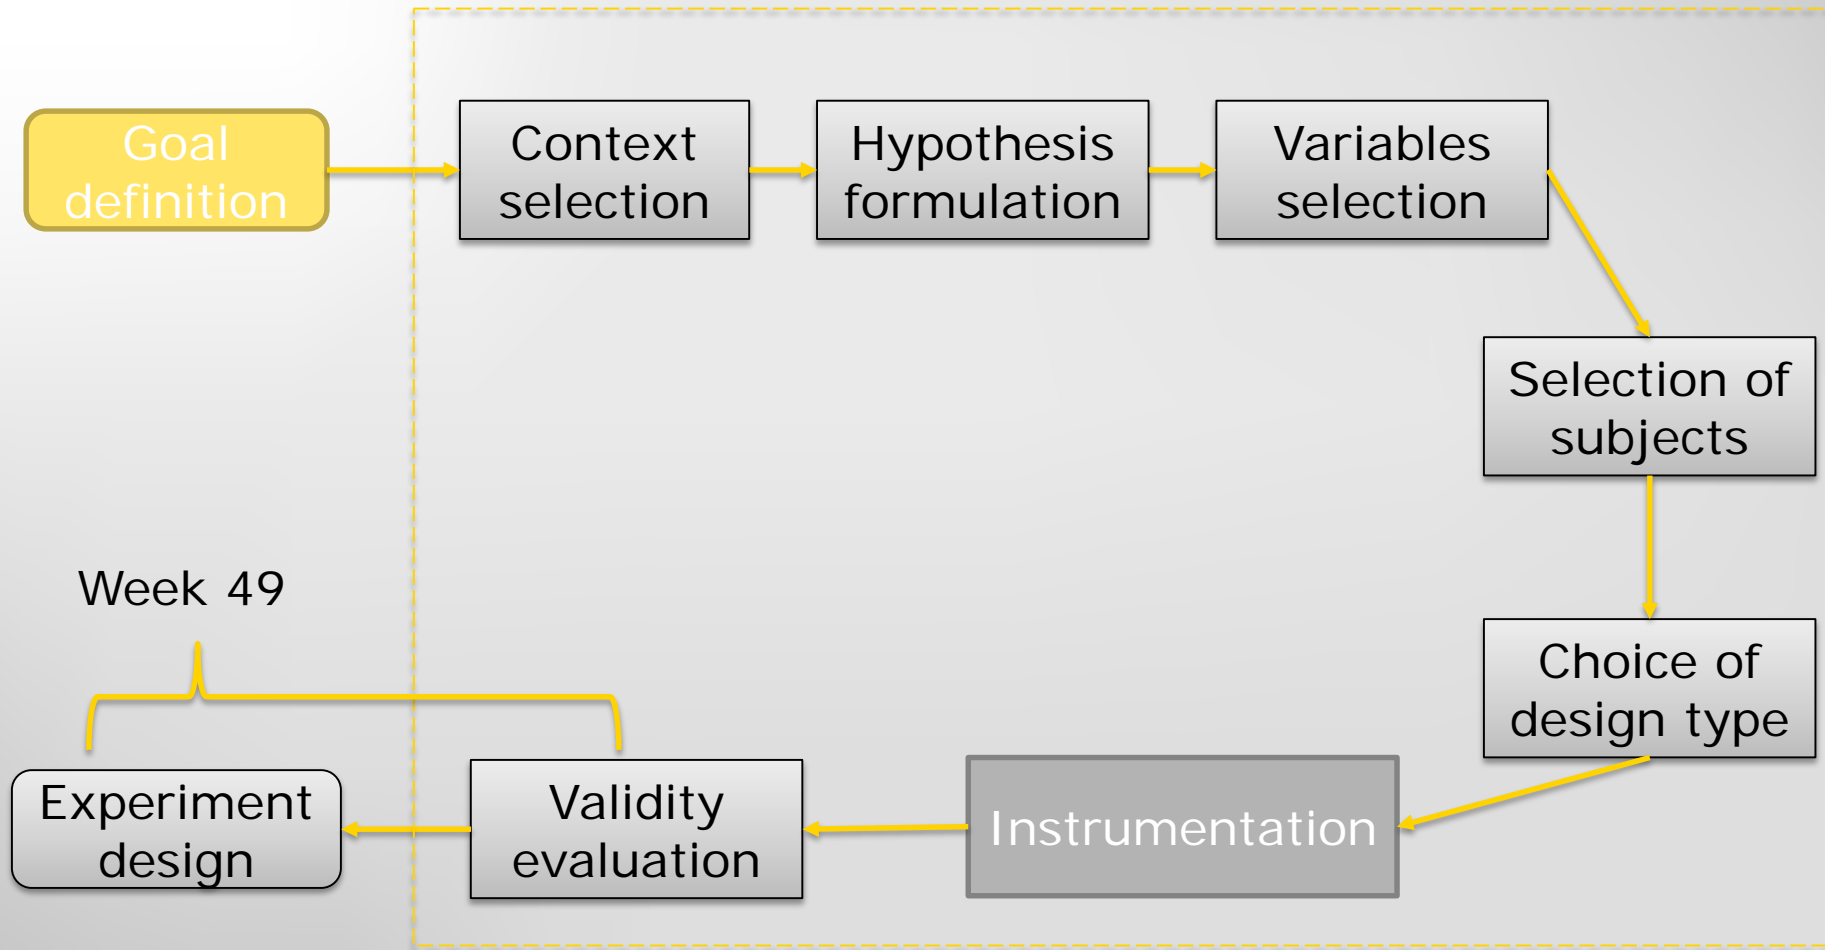 Goal
definition
Context
selection
Hypothesis
formulation
Variables
selection
Selection of
subjects
Choice of
design type
Instrumentation
Validity
evaluation
Experiment
design
Week 49